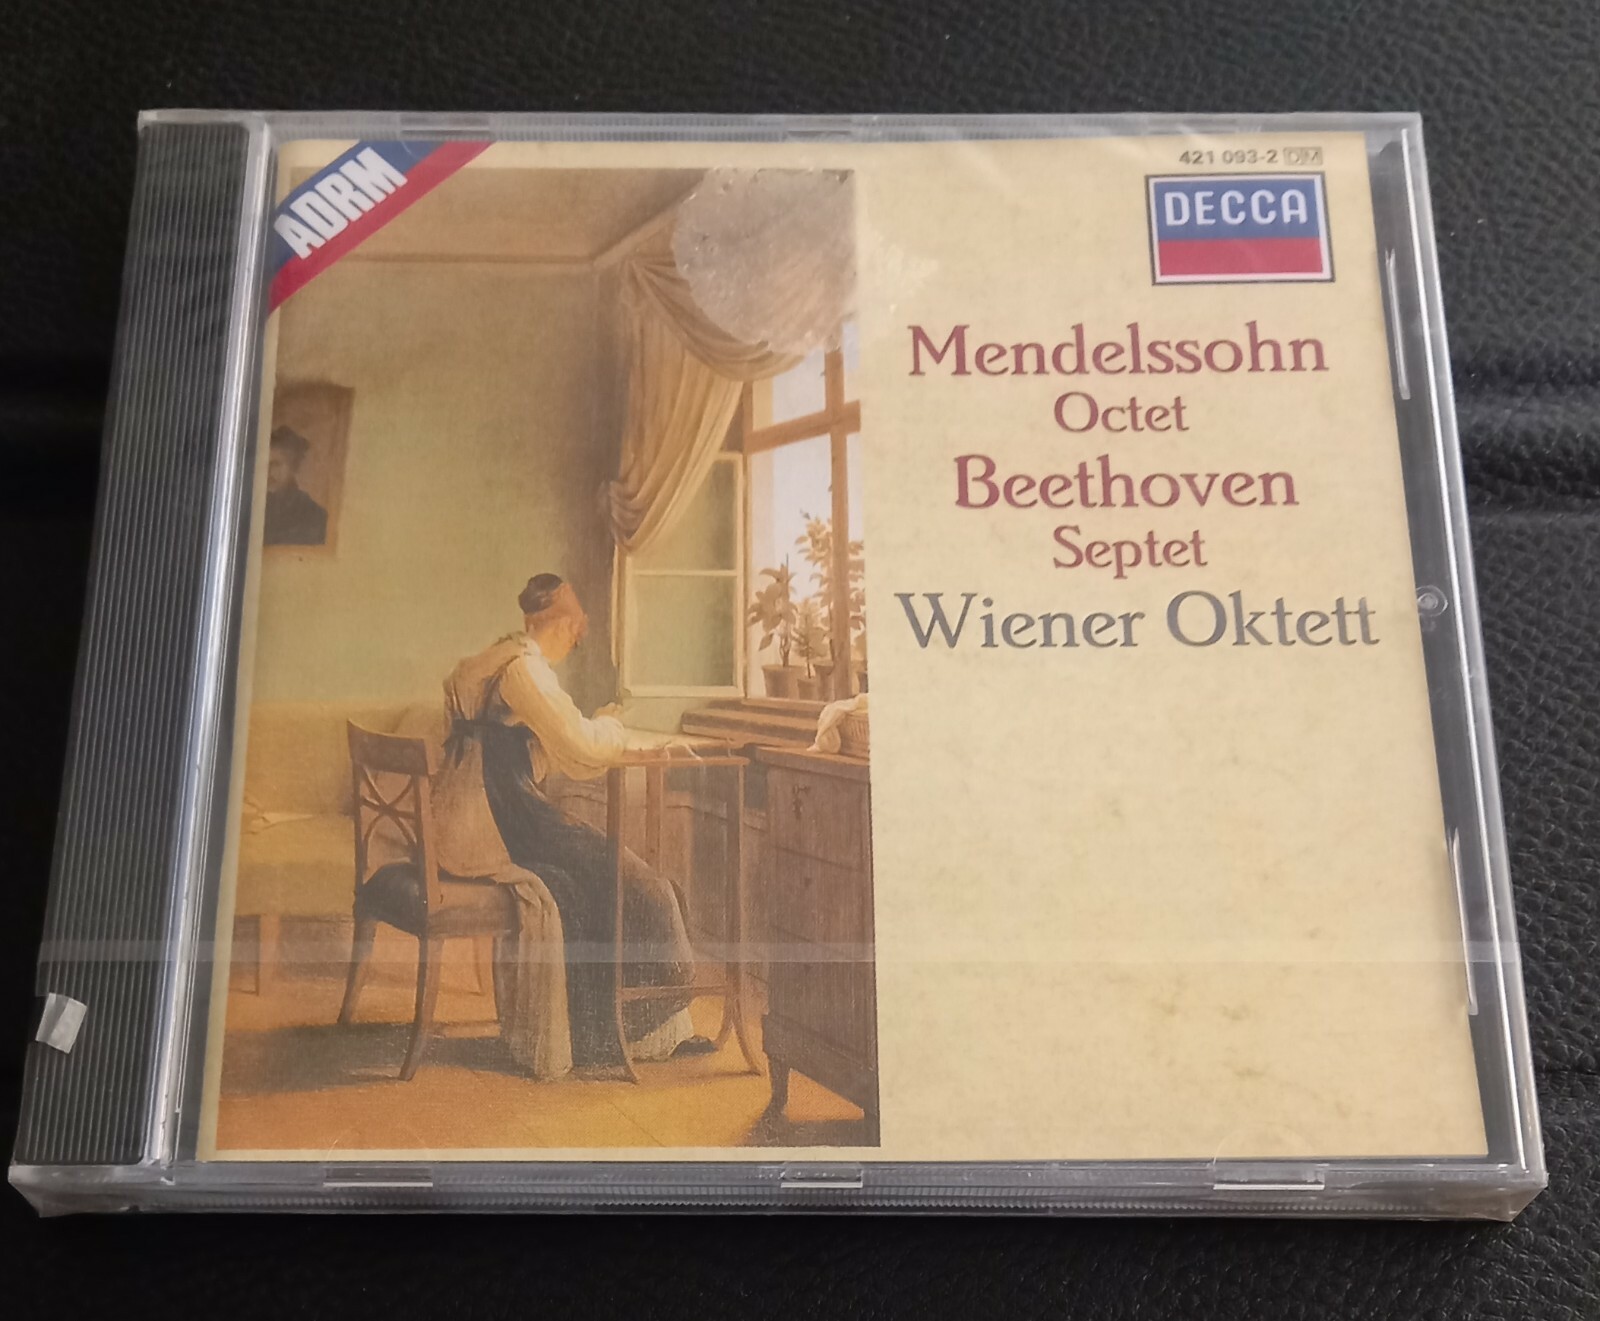 ADRM
421 093-2 DM
DECCA
Mendelssohn
Octet
Beethoven
Septet
Wiener Oktett